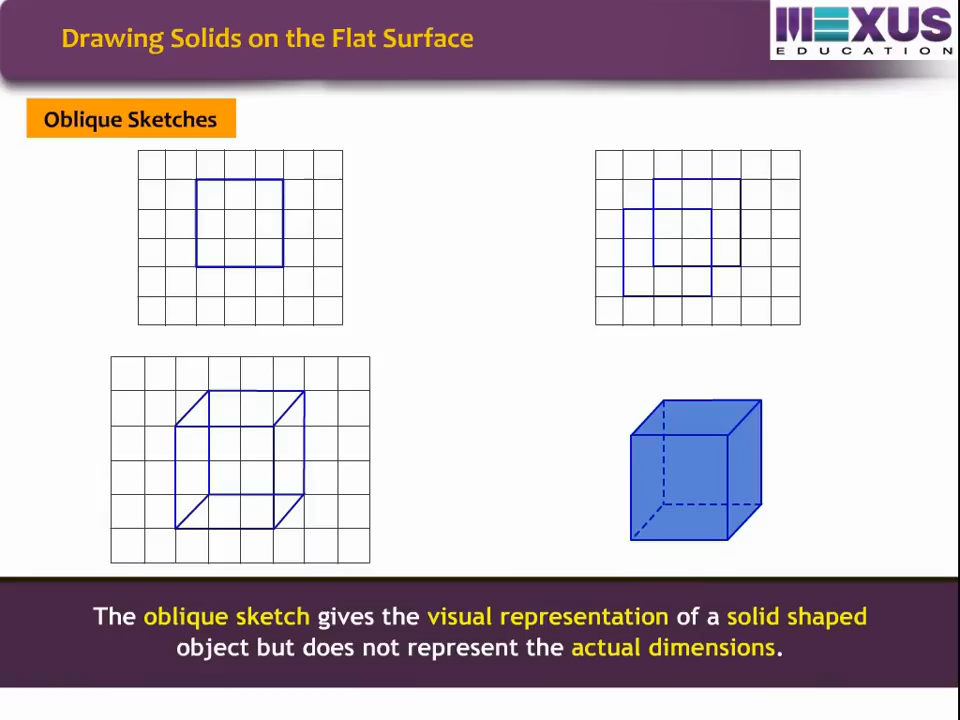 Drawing Solids on the Flat Surface
MEXUS
EDUCATION
Oblique Sketches
The oblique sketch gives the visual representation of a solid shaped
object but does not represent the actual dimensions.